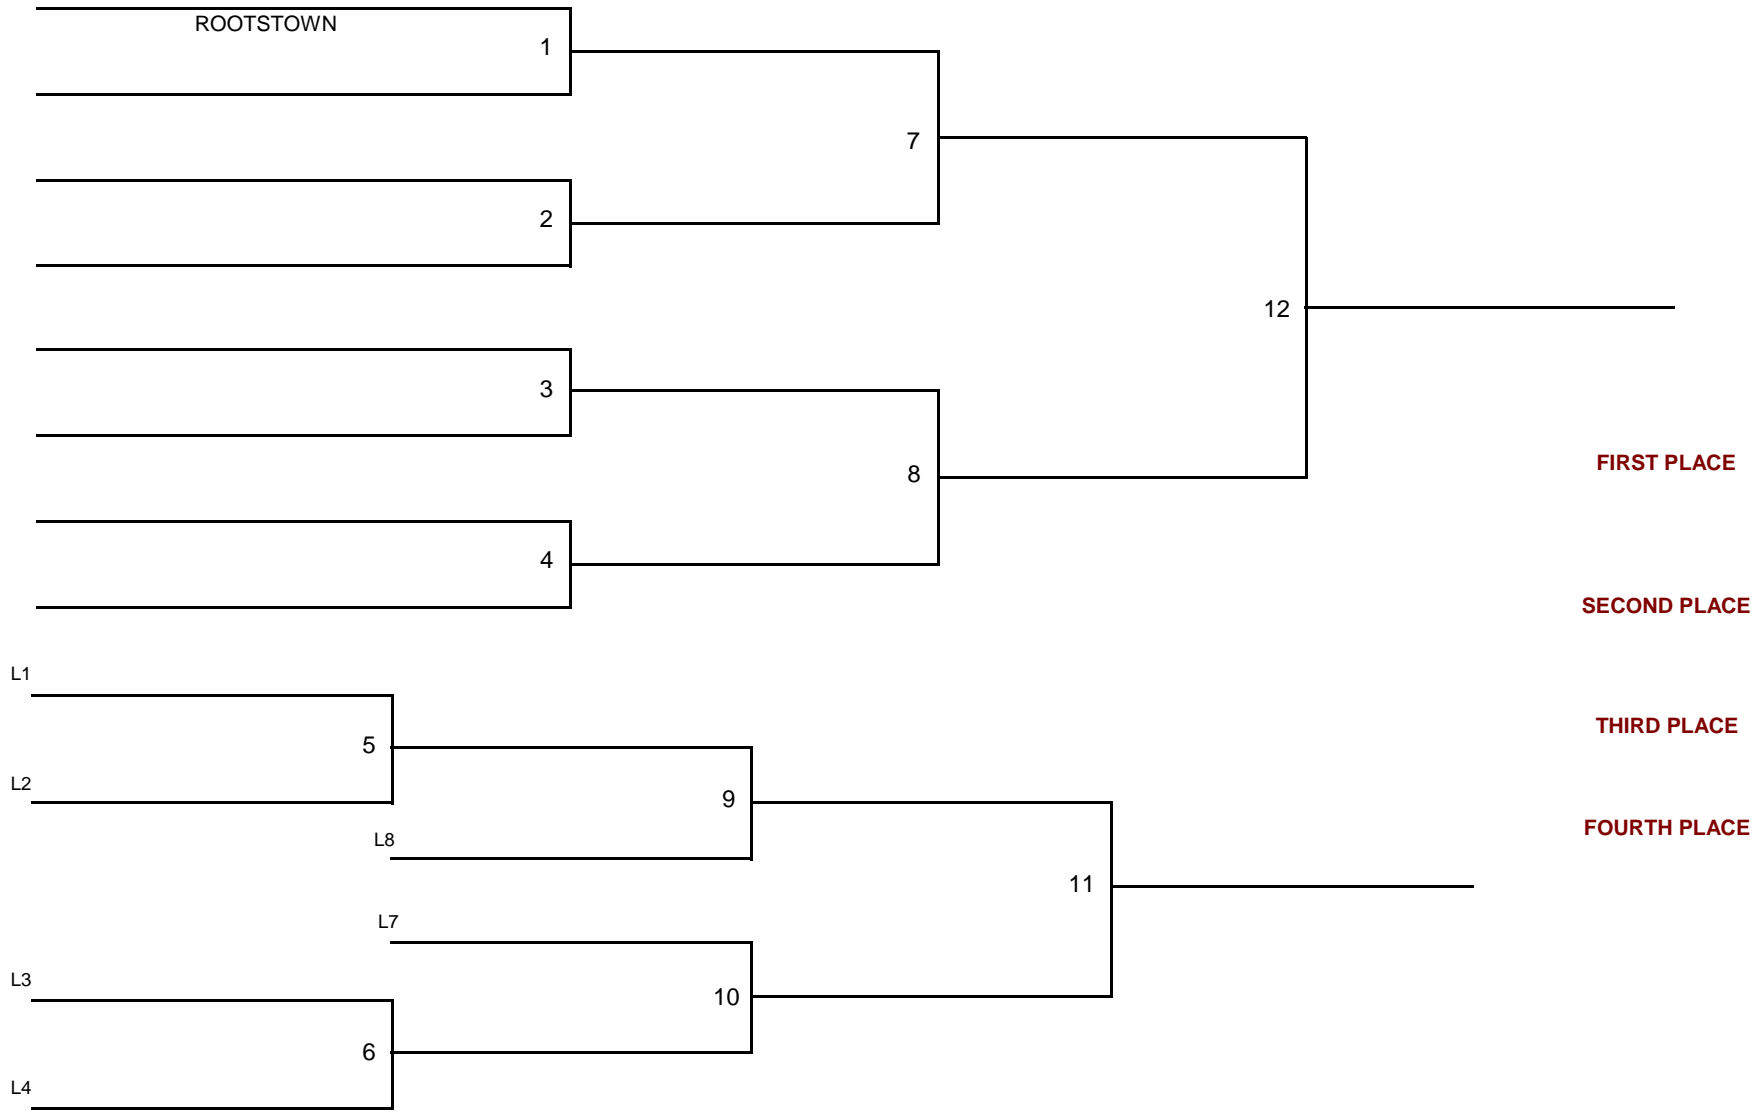 ROOTSTOWN
1
7
2
12
3
8
FIRST PLACE
4
SECOND PLACE
L1
THIRD PLACE
5
L2
9
FOURTH PLACE
L8
11
L7
L3
10
6
L4